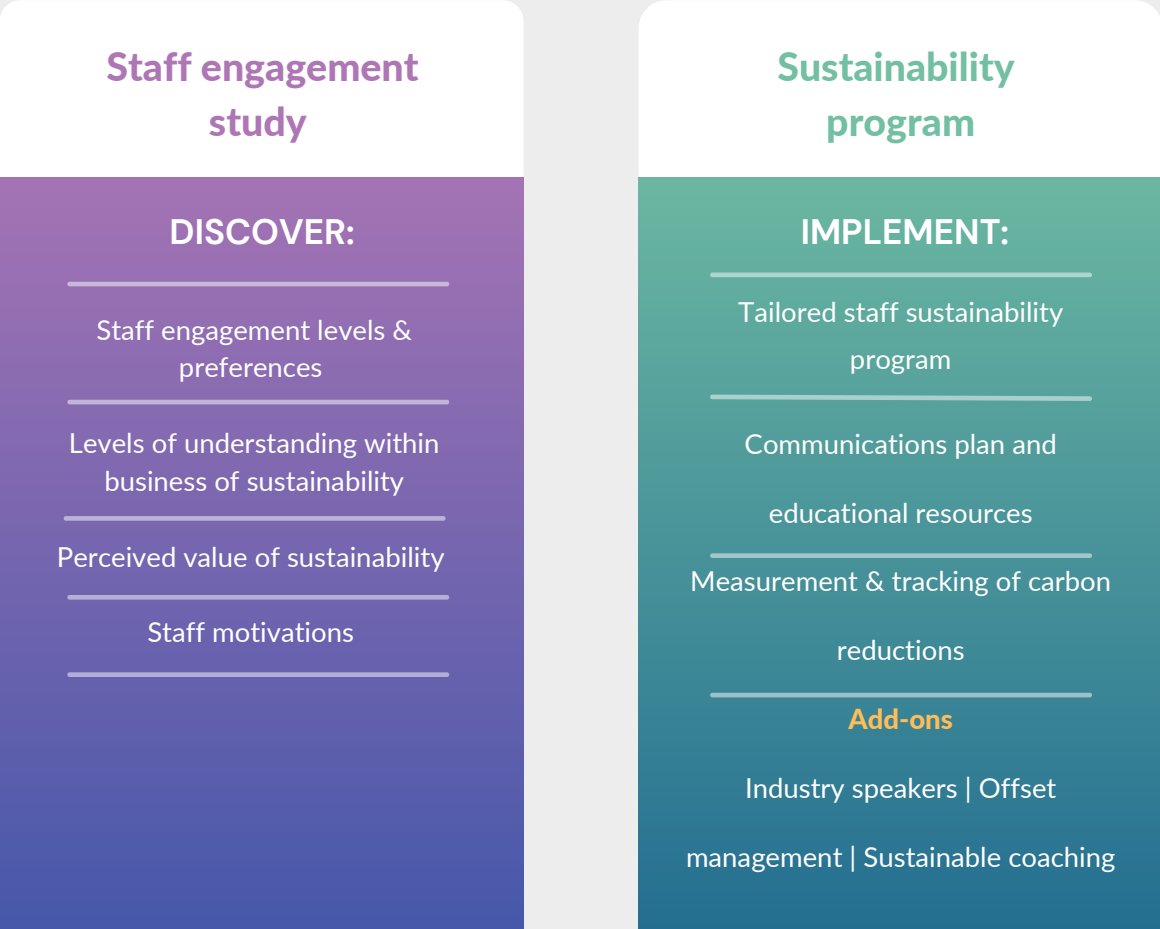 Staff engagement
study
DISCOVER:
Staff engagement levels &
preferences
Levels of understanding within
business of sustainability
Perceived value of sustainability
Staff motivations
Sustainability
program
IMPLEMENT:
Tailored staff sustainability
program
Communications plan and
educational resources
Measurement & tracking of carbon
reductions
Add-ons
Industry speakers | Offset
management | Sustainable coaching